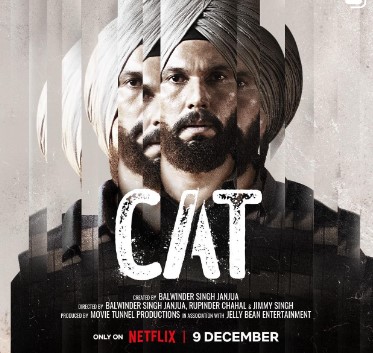 CAT
CREATED BY BALWINDER SINGH JANJUA
DIRECTED BY BALWINDER SINGH JANJUA, RUPINDER CHAHAL & JIMMY SINGH
PRODUCED BY MOVIE TUNNEL PRODUCTIONS IN ASSOCIATION WITH JELLY BEAN ENTERTAINMENT
ONLY ON NETFLIX | 9 DECEMBER